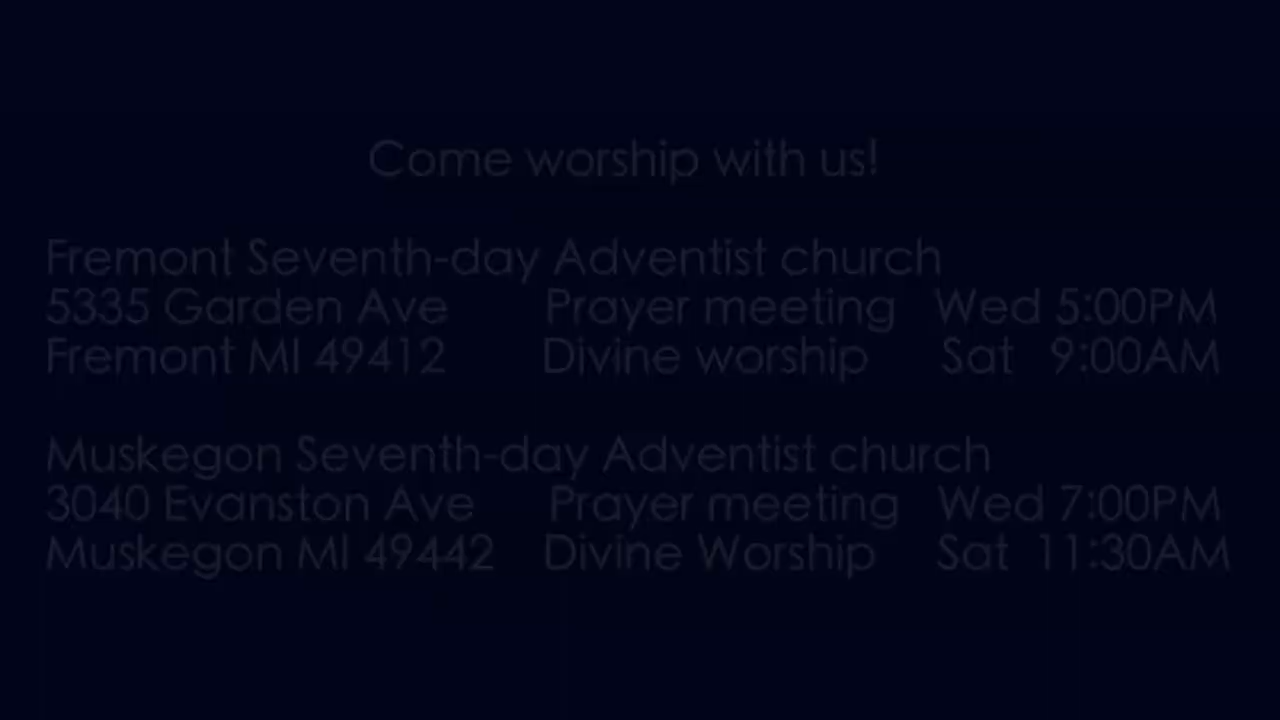 Come worship with us!
Fremont Seventh-day Adventist church
5335 Garden Ave Prayer meeting Wed 5:00PM
Fremont MI 49412 Divine worship Sat 9:00AM
Muskegon Seventh-day Adventist church
3040 Evanston Ave Prayer meeting Wed 7:00PM
Muskegon MI 49442 Divine Worship Sat 11:30AM